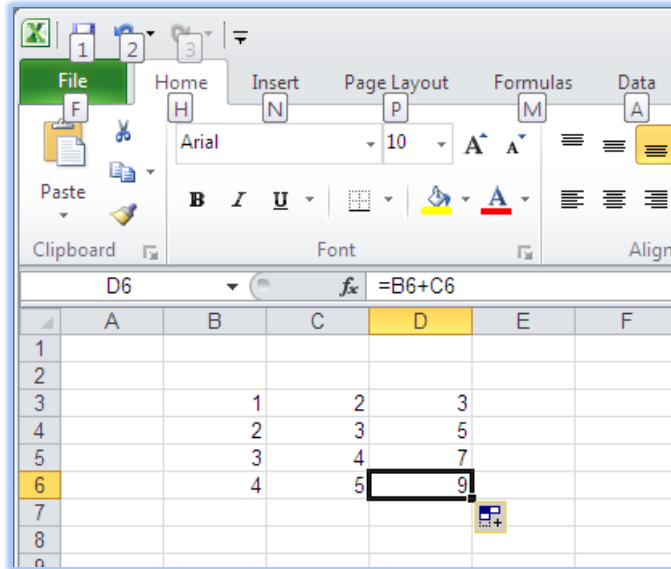 1 2 3
File Home Insert Page Layout Formulas Data
F H N P M A
Arial 10 A A
Paste
B I U A
Clipboard Font Align
D6 fx =B6+C6
A B C D E F
1
2
3 1 2 3
4 2 3 5
5 3 4 7
6 4 5 9
7
8
9